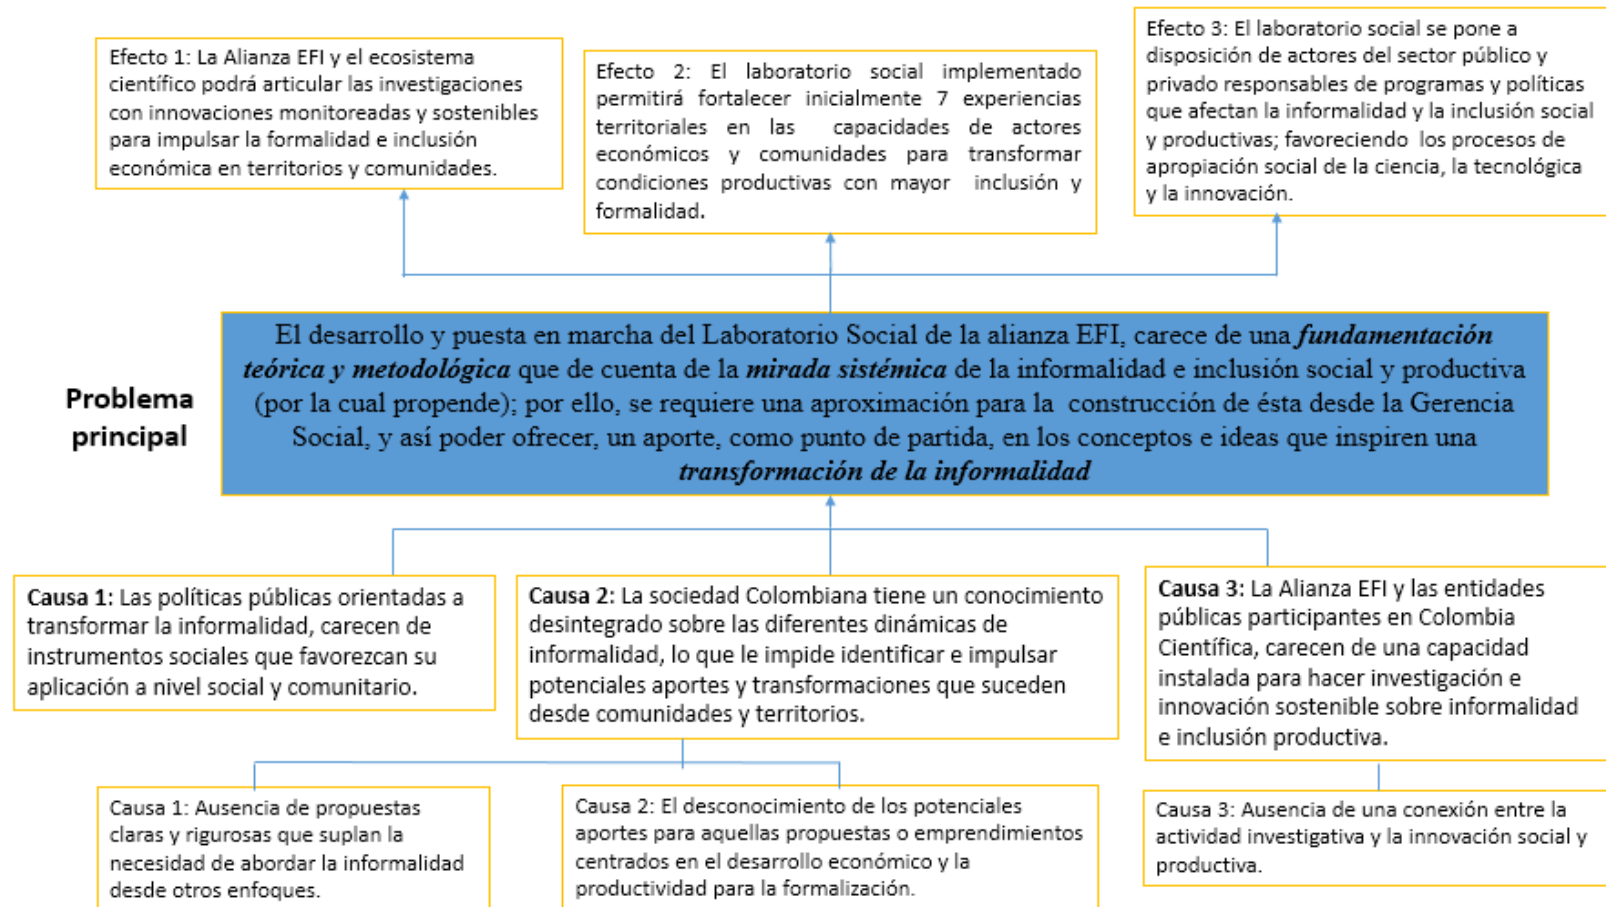 Efecto 1: La Alianza EFI y el ecosistema
científico podrá articular las investigaciones
con innovaciones monitoreadas y sostenibles
para impulsar la formalidad e inclusión
económica en territorios y comunidades.
Efecto 2: El laboratorio social implementado
permitirá fortalecer inicialmente 7 experiencias
territoriales en las capacidades de actores
económicos y comunidades para transformar
condiciones productivas con mayor inclusión y
formalidad.
Efecto 3: El laboratorio social se pone a
disposición de actores del sector público y
privado responsables de programas y políticas
que afectan la informalidad y la inclusión social
y productivas; favoreciendo los procesos de
apropiación social de la ciencia, la tecnológica
y la innovación.
Problema
principal
El desarrollo y puesta en marcha del Laboratorio Social de la alianza EFI, carece de una fundamentación
teórica y metodológica que de cuenta de la mirada sistémica de la informalidad e inclusión social y productiva
(por la cual propende); por ello, se requiere una aproximación para la construcción de ésta desde la Gerencia
Social, y así poder ofrecer, un aporte, como punto de partida, en los conceptos e ideas que inspiren una
transformación de la informalidad
Causa 1: Las políticas públicas orientadas a
transformar la informalidad, carecen de
instrumentos sociales que favorezcan su
aplicación a nivel social y comunitario.
Causa 2: La sociedad Colombiana tiene un conocimiento
desintegrado sobre las diferentes dinámicas de
informalidad, lo que le impide identificar e impulsar
potenciales aportes y transformaciones que suceden
desde comunidades y territorios.
Causa 3: La Alianza EFI y las entidades
públicas participantes en Colombia
Científica, carecen de una capacidad
instalada para hacer investigación e
innovación sostenible sobre informalidad
e inclusión productiva.
Causa 1: Ausencia de propuestas
claras y rigurosas que suplan la
necesidad de abordar la informalidad
desde otros enfoques.
Causa 2: El desconocimiento de los potenciales
aportes para aquellas propuestas o emprendimientos
centrados en el desarrollo económico y la
productividad para la formalización.
Causa 3: Ausencia de una conexión entre la
actividad investigativa y la innovación social y
productiva.